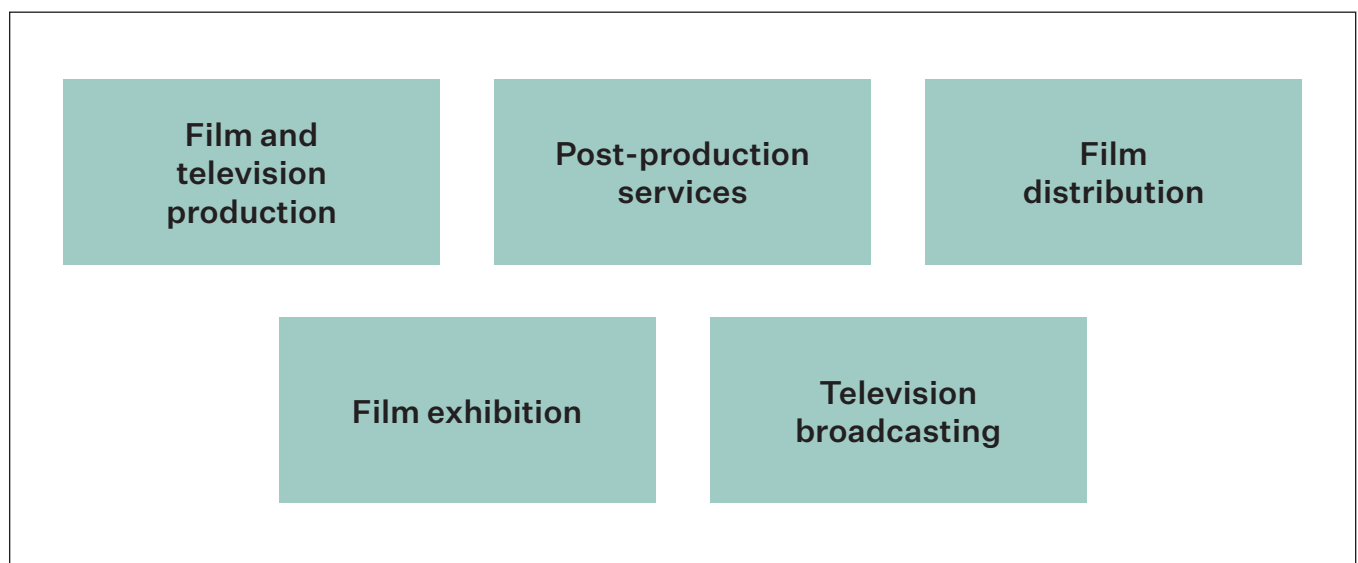 Film and
television
production
Post-production
services
Film
distribution
Film exhibition
Television
broadcasting